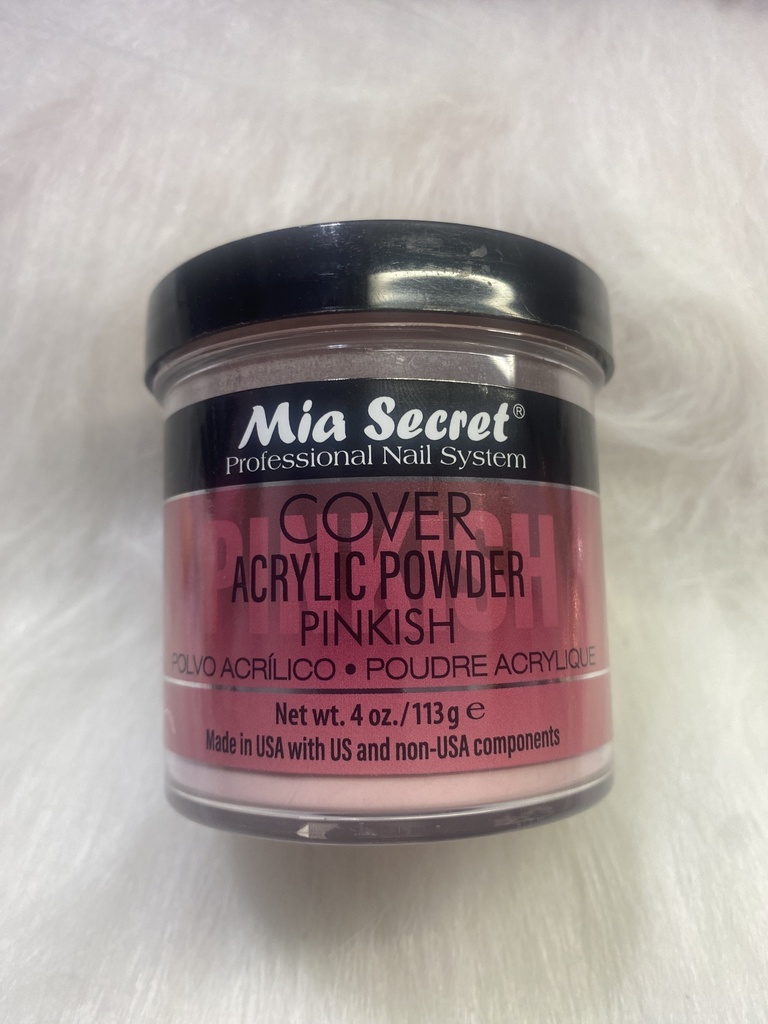 Mia Secret®
Professional Nail System
PINKISH
COVER
ACRYLIC POWDER
PINKISH
POLVO ACRÍLICO • POUDRE ACRYLIQUE
Net wt. 4 oz./113g ℮
Made in USA with US and non-USA components